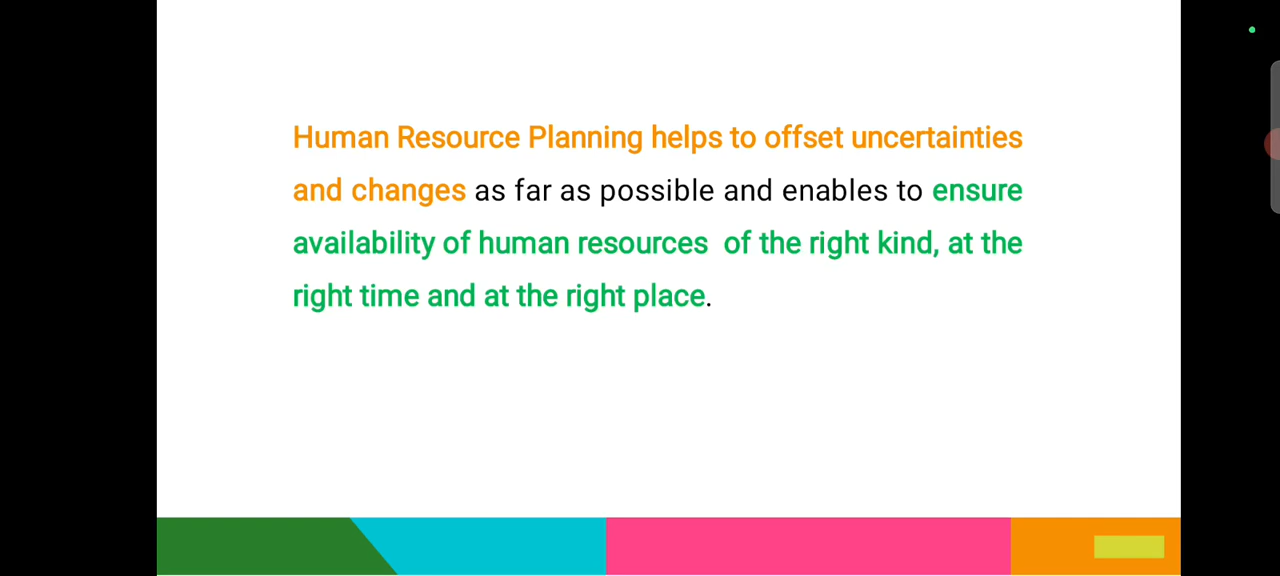 Human Resource Planning helps to offset uncertainties
and changes as far as possible and enables to ensure
availability of human resources of the right kind, at the
right time and at the right place.